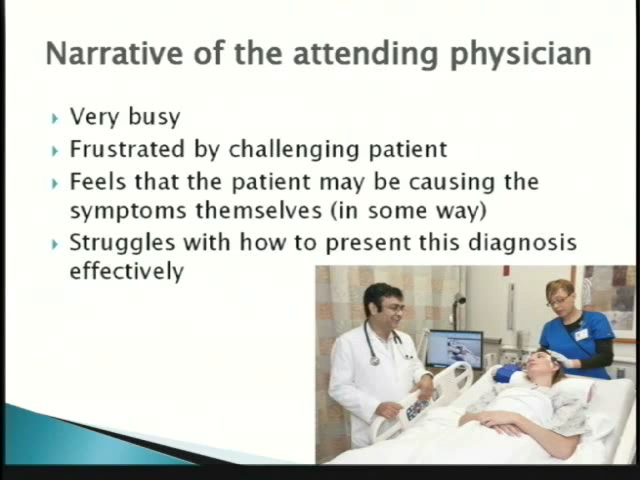 Narrative of the attending physician
Very busy
Frustrated by challenging patient
Feels that the patient may be causing the
symptoms themselves (in some way)
Struggles with how to present this diagnosis
effectively